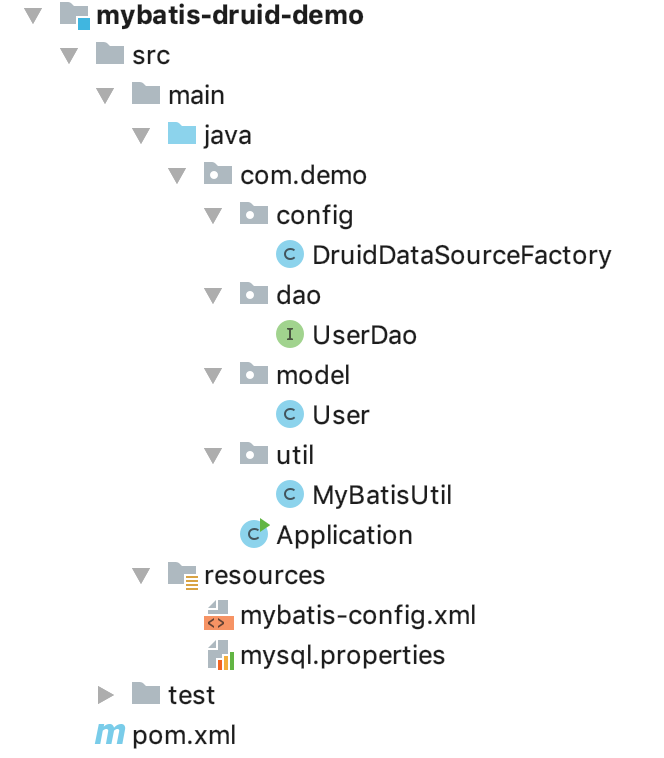 mybatis-druid-demo
src
main
java
com.demo
config
C DruidDataSourceFactory
dao
I UserDao
model
C User
util
C MyBatisUtil
C Application
resources
<> mybatis-config.xml
mysql.properties
test
m pom.xml